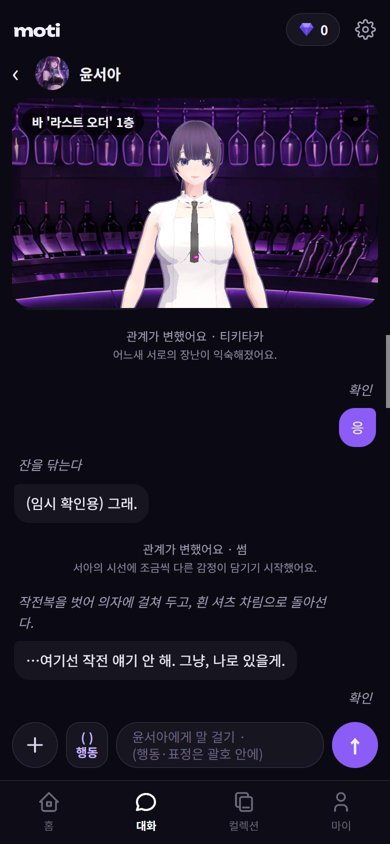 moti
0
윤서아
바 '라스트 오더' 1층
관계가 변했어요 · 티키타카
어느새 서로의 장난이 익숙해졌어요.
확인
응
잔을 닦는다
(임시 확인용) 그래.
관계가 변했어요 · 썸
서아의 시선에 조금씩 다른 감정이 담기기 시작했어요.
작전복을 벗어 의자에 걸쳐 두고, 흰 셔츠 차림으로 돌아선
다.
…여기선 작전 얘기 안 해. 그냥, 나로 있을게.
확인
( )
행동
윤서아에게 말 걸기 ·
(행동·표정은 괄호 안에)
홈
대화
컬렉션
마이